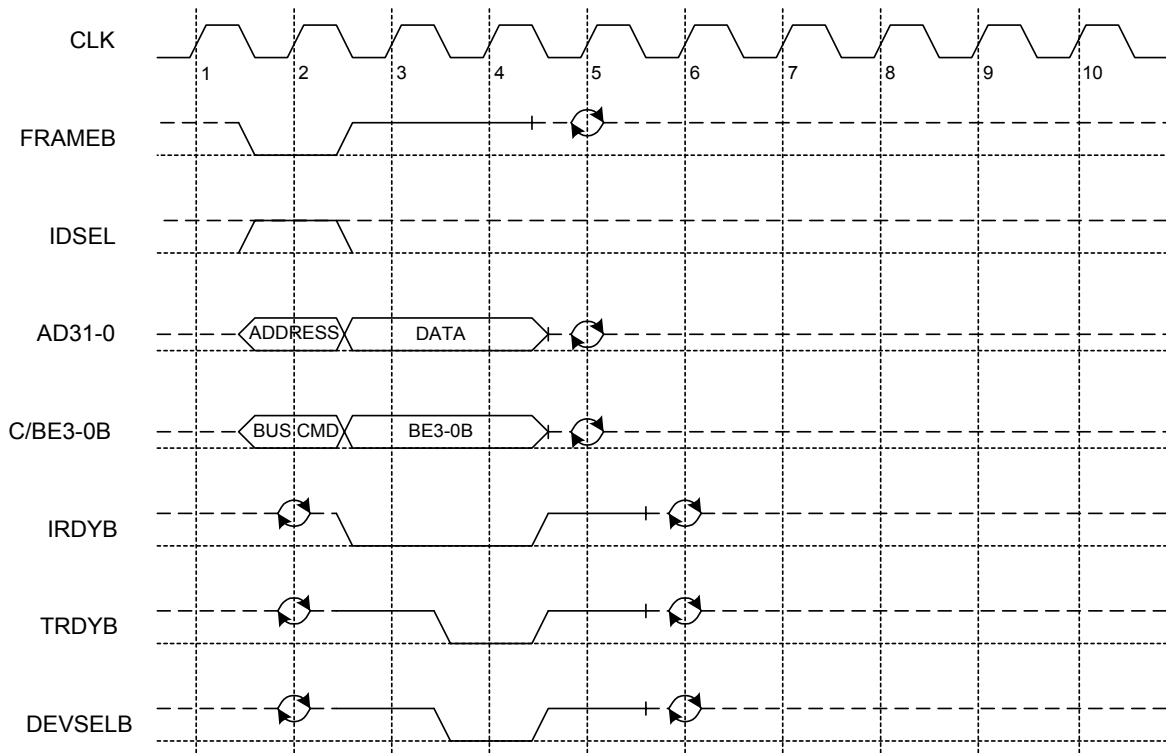 CLK
1 2 3 4 5 6 7 8 9 10
FRAMEB
IDSEL
AD31-0
ADDRESS DATA
C/BE3-0B
BUS CMD BE3-0B
IRDYB
TRDYB
DEVSELB